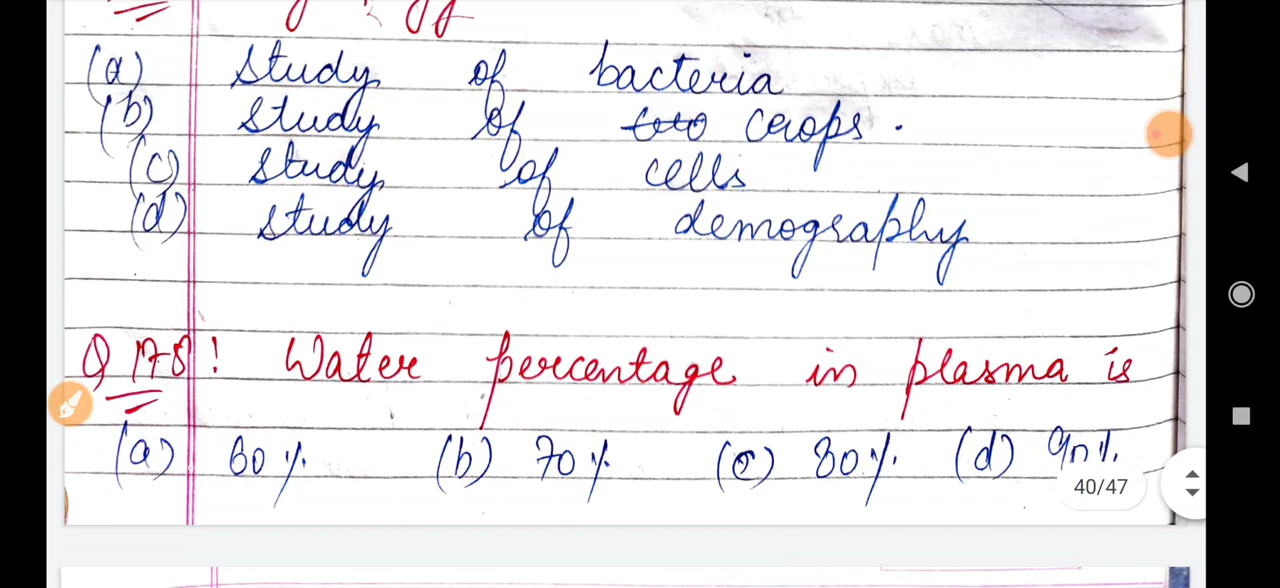 (a) study of bacteria
(b) study of two crops.
(c) study of cells
(d) study of demography
Q 178! Water percentage in plasma is
(a) 60% (b) 70% (c) 80% (d) 90%
40/47